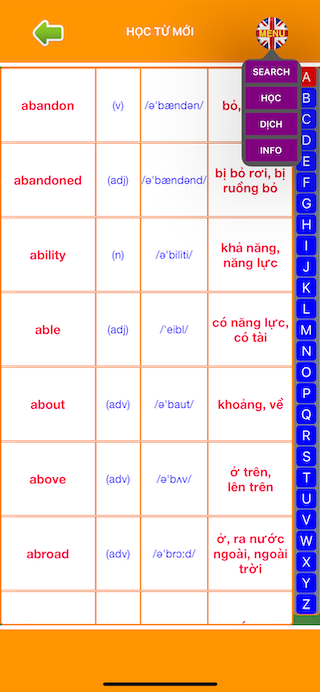 HỌC TỪ MỚI
MENU
SEARCH
HỌC
DỊCH
INFO
abandon (v) /ə'bændən/ bỏ,
abandoned (adj) /ə'bændənd/ bị bỏ rơi, bị
ruồng bỏ
ability (n) /ə'biliti/ khả năng,
năng lực
able (adj) /'eibl/ có năng lực,
có tài
about (adv) /ə'baut/ khoảng, về
above (adv) /ə'bʌv/ ở trên,
lên trên
abroad (adv) /ə'brɔ:d/ ở, ra nước
ngoài, ngoài
trời
A
B
C
D
E
F
G
H
I
J
K
L
M
N
O
P
Q
R
S
T
U
V
W
X
Y
Z